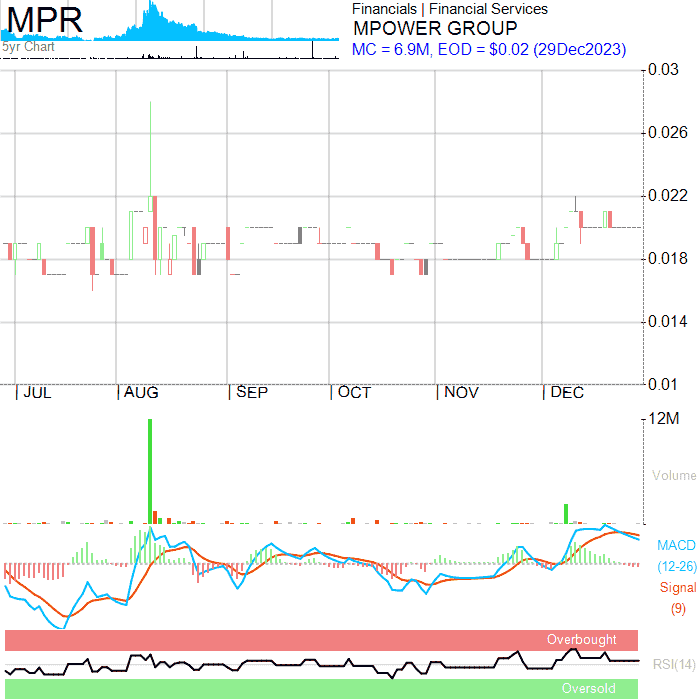 MPR
5yr Chart
Financials | Financial Services
MPOWER GROUP
MC = 6.9M, EOD = $0.02 (29Dec2023)
0.03
0.026
0.022
0.018
0.014
0.01
JUL
AUG
SEP
OCT
NOV
DEC
12M
Volume
MACD
(12-26)
Signal
(9)
Overbought
RSI(14)
Oversold